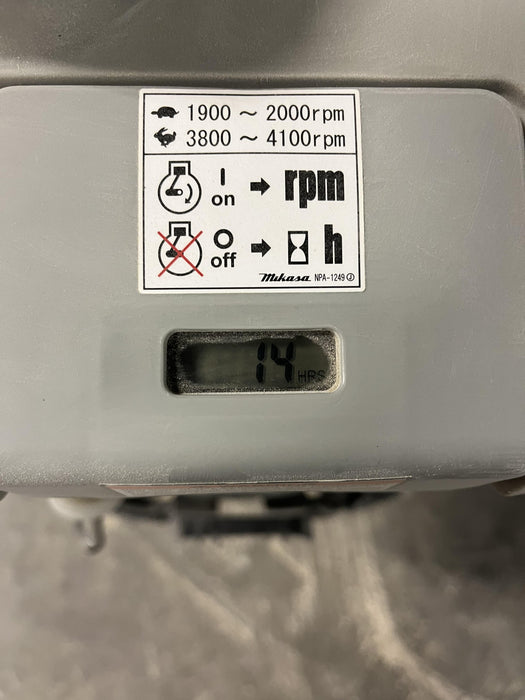 1900 ～ 2000rpm
3800 ～ 4100rpm
I on rpm
O off h
Mikasa NPA-1249 J
14 HRS